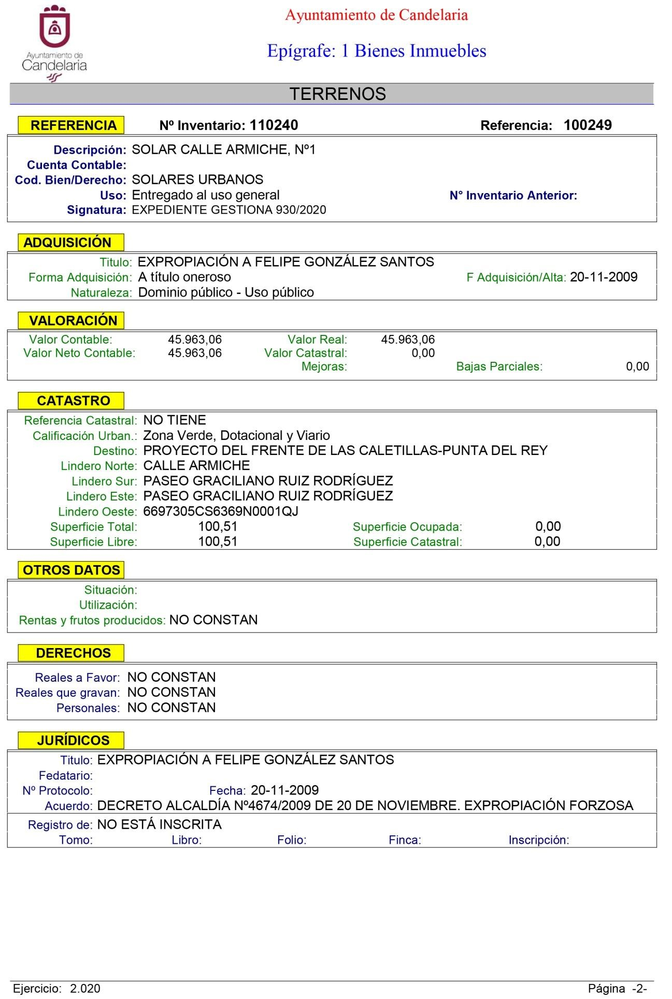 Ayuntamiento de Candelaria
Ayuntamiento de
Candelaria
Epígrafe: 1 Bienes Inmuebles
TERRENOS
REFERENCIA Nº Inventario: 110240 Referencia: 100249
Descripción: SOLAR CALLE ARMICHE, Nº1
Cuenta Contable:
Cod. Bien/Derecho: SOLARES URBANOS
Uso: Entregado al uso general N° Inventario Anterior:
Signatura: EXPEDIENTE GESTIONA 930/2020
ADQUISICIÓN
Titulo: EXPROPIACIÓN A FELIPE GONZÁLEZ SANTOS
Forma Adquisición: A título oneroso F Adquisición/Alta: 20-11-2009
Naturaleza: Dominio público - Uso público
VALORACIÓN
Valor Contable: 45.963,06 Valor Real: 45.963,06
Valor Neto Contable: 45.963,06 Valor Catastral: 0,00
Mejoras: Bajas Parciales: 0,00
CATASTRO
Referencia Catastral: NO TIENE
Calificación Urban.: Zona Verde, Dotacional y Viario
Destino: PROYECTO DEL FRENTE DE LAS CALETILLAS-PUNTA DEL REY
Lindero Norte: CALLE ARMICHE
Lindero Sur: PASEO GRACILIANO RUIZ RODRÍGUEZ
Lindero Este: PASEO GRACILIANO RUIZ RODRÍGUEZ
Lindero Oeste: 6697305CS6369N0001QJ
Superficie Total: 100,51 Superficie Ocupada: 0,00
Superficie Libre: 100,51 Superficie Catastral: 0,00
OTROS DATOS
Situación:
Utilización:
Rentas y frutos producidos: NO CONSTAN
DERECHOS
Reales a Favor: NO CONSTAN
Reales que gravan: NO CONSTAN
Personales: NO CONSTAN
JURÍDICOS
Titulo: EXPROPIACIÓN A FELIPE GONZÁLEZ SANTOS
Fedatario:
Nº Protocolo: Fecha: 20-11-2009
Acuerdo: DECRETO ALCALDÍA Nº4674/2009 DE 20 DE NOVIEMBRE. EXPROPIACIÓN FORZOSA
Registro de: NO ESTÁ INSCRITA
Tomo: Libro: Folio: Finca: Inscripción:
Ejercicio: 2.020 Página -2-